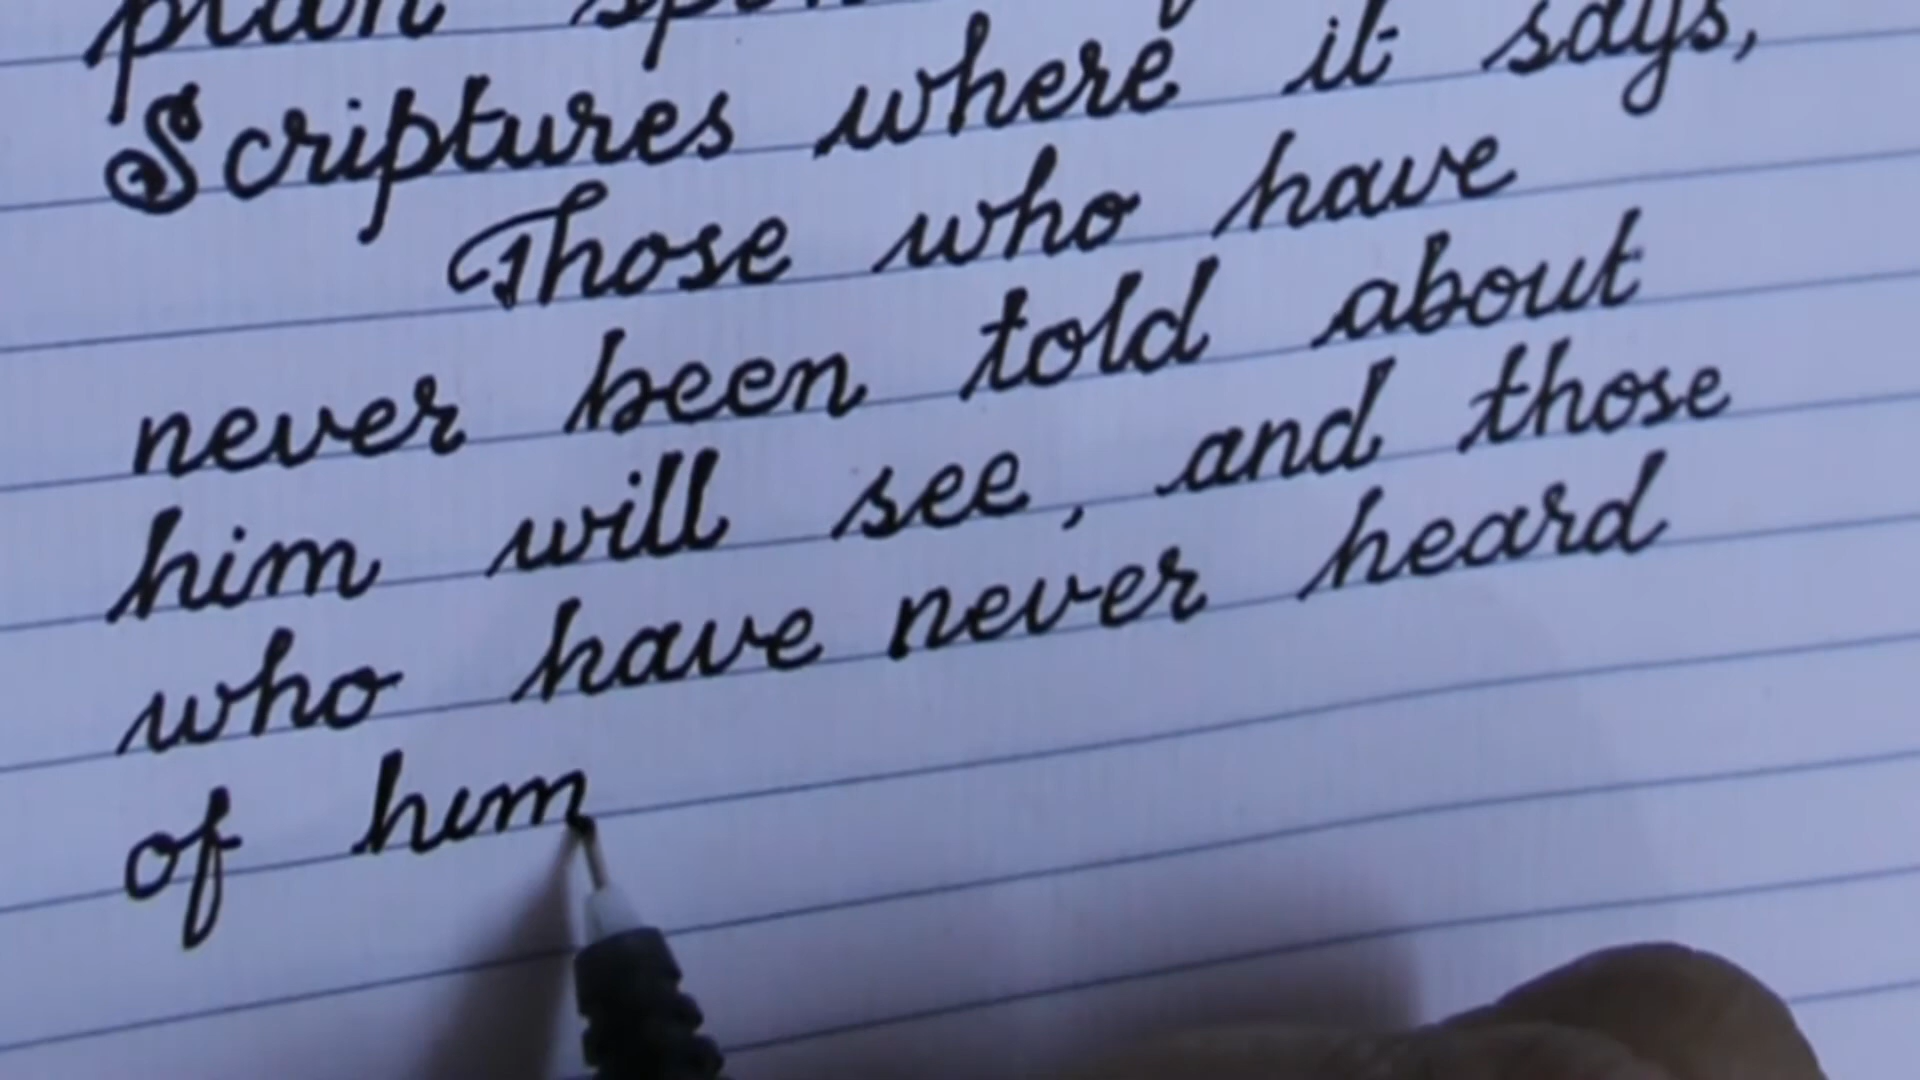 plan
Scriptures where it says,
Those who have
never been told about
him will see, and those
who have never heard
of him